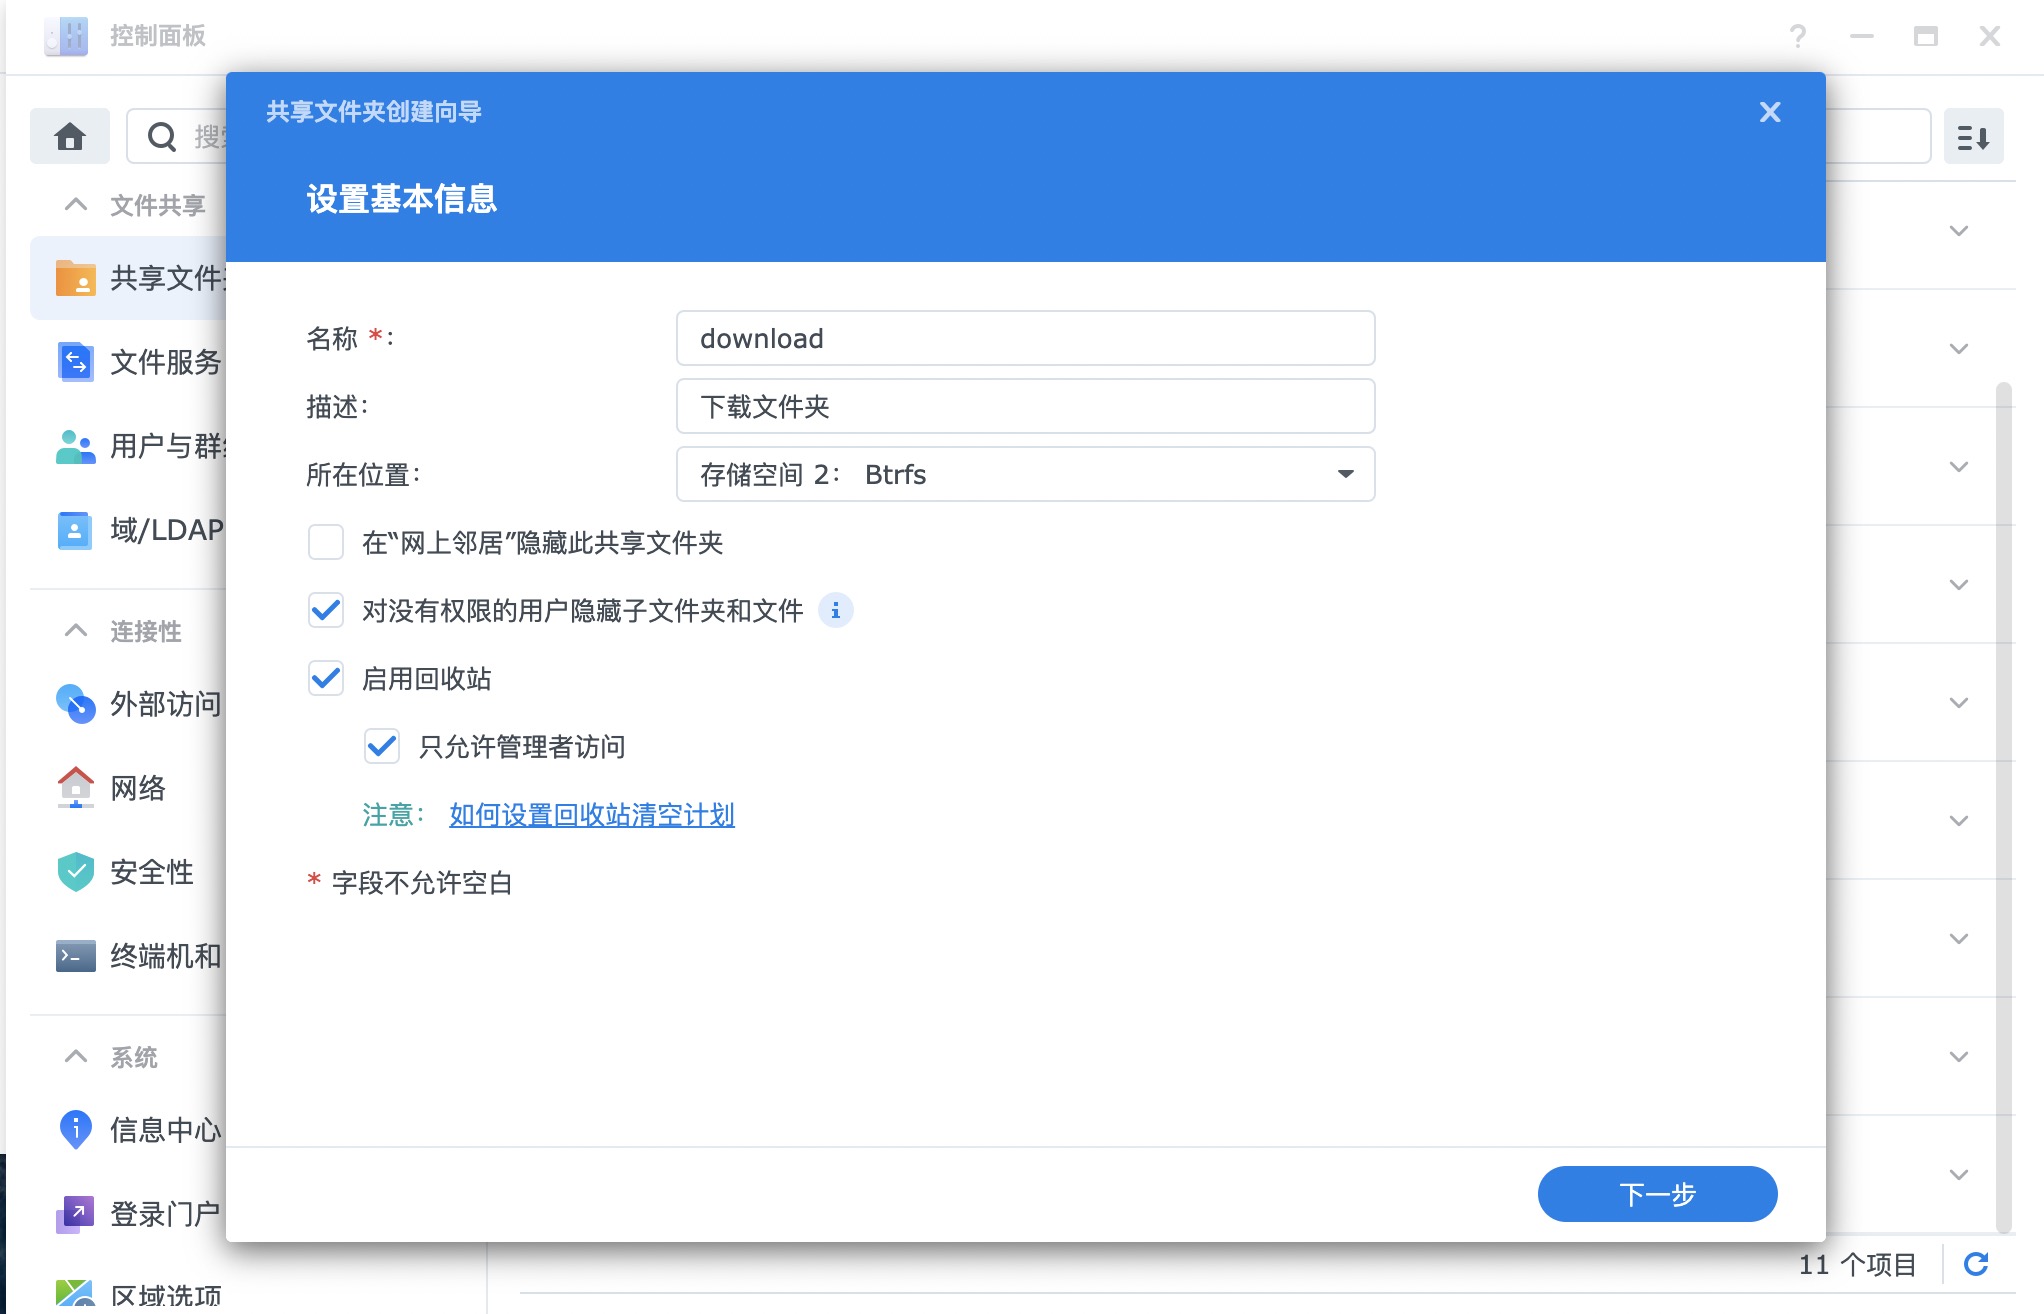 控制面板
共享文件夹创建向导
设置基本信息
文件共享
共享文件
文件服务
用户与群
域/LDAP
连接性
外部访问
网络
安全性
终端机和
系统
信息中心
登录门户
区域选项
名称 *:
download
描述:
下载文件夹
所在位置:
存储空间 2: Btrfs
在“网上邻居”隐藏此共享文件夹
对没有权限的用户隐藏子文件夹和文件
启用回收站
只允许管理者访问
注意: 如何设置回收站清空计划
* 字段不允许空白
下一步
11 个项目